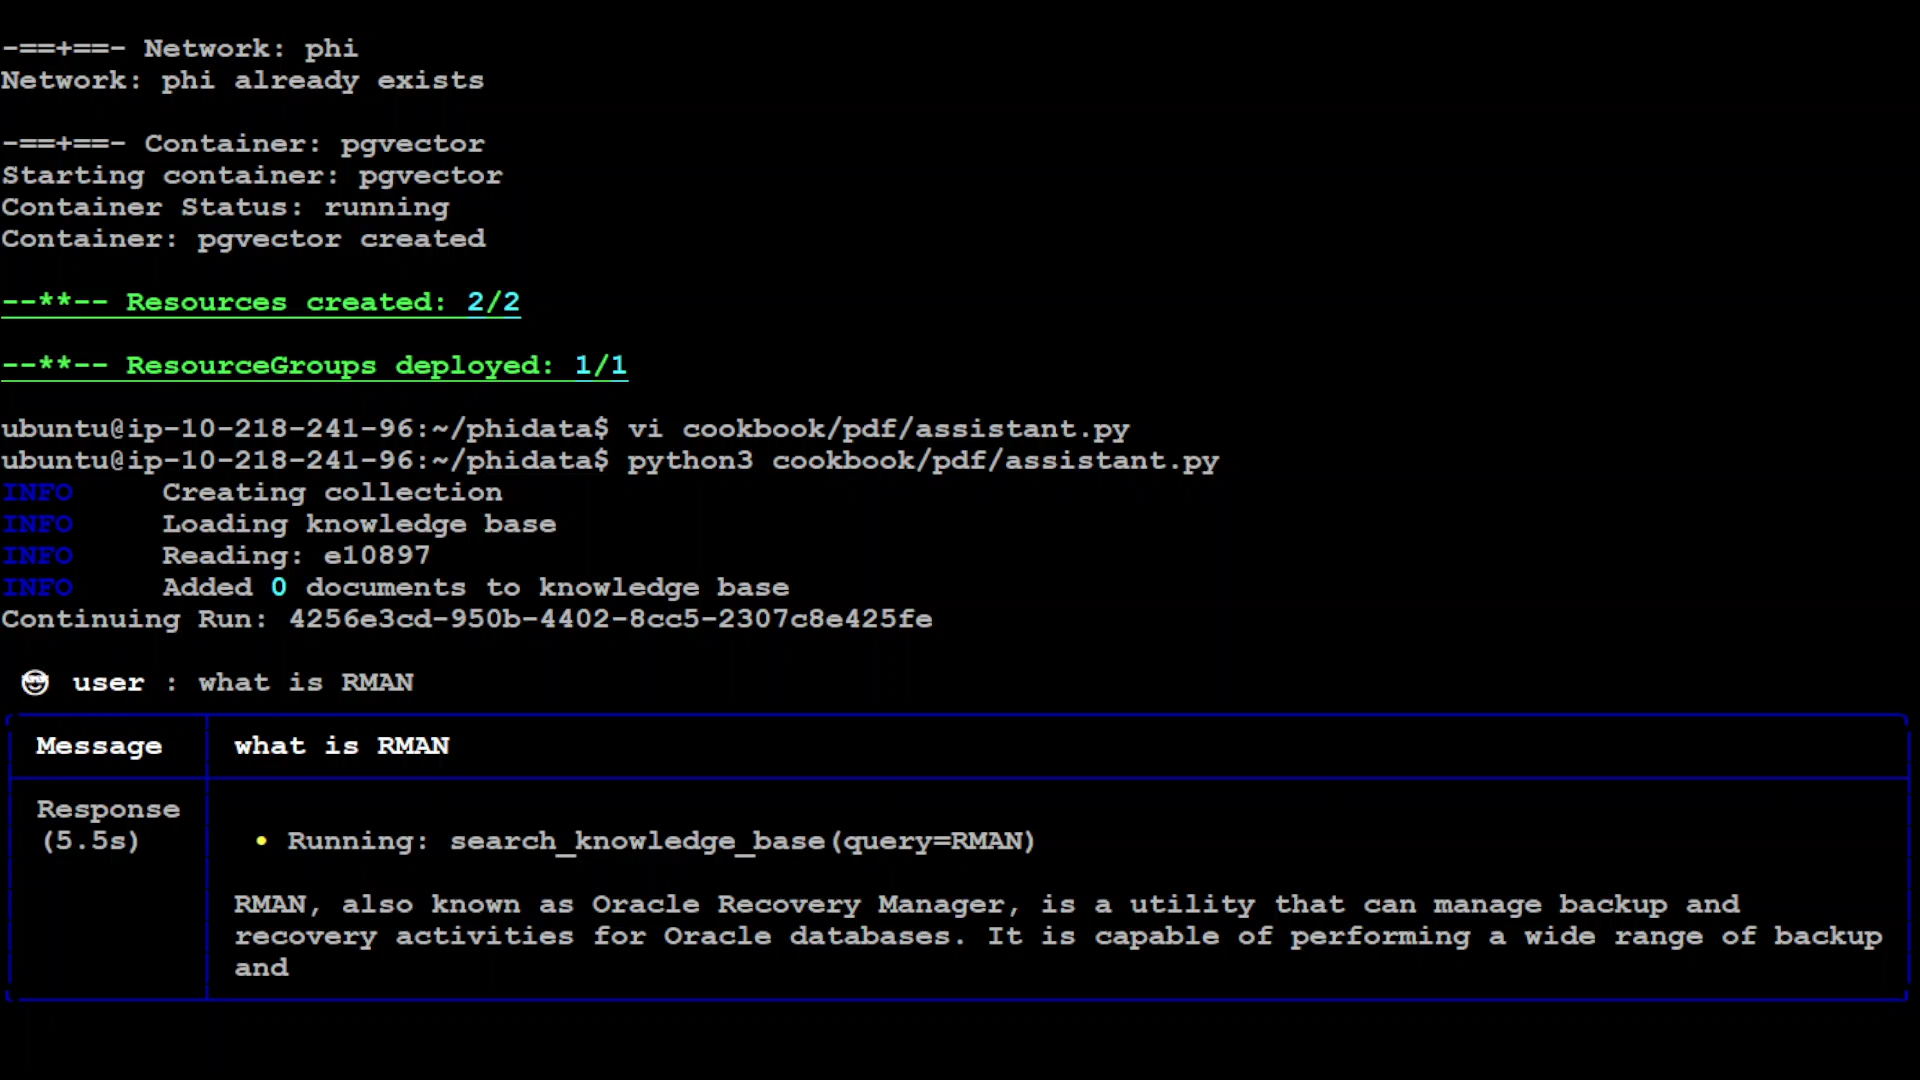 -==+==- Network: phi
Network: phi already exists
-==+==- Container: pgvector
Starting container: pgvector
Container Status: running
Container: pgvector created
--**-- Resources created: 2/2
--**-- ResourceGroups deployed: 1/1
ubuntu@ip-10-218-241-96:~/phidata$ vi cookbook/pdf/assistant.py
ubuntu@ip-10-218-241-96:~/phidata$ python3 cookbook/pdf/assistant.py
INFO     Creating collection
INFO     Loading knowledge base
INFO     Reading: e10897
INFO     Added 0 documents to knowledge base
Continuing Run: 4256e3cd-950b-4402-8cc5-2307c8e425fe
😎 user : what is RMAN
Message what is RMAN
Response
(5.5s) • Running: search_knowledge_base(query=RMAN)
RMAN, also known as Oracle Recovery Manager, is a utility that can manage backup and
recovery activities for Oracle databases. It is capable of performing a wide range of backup
and